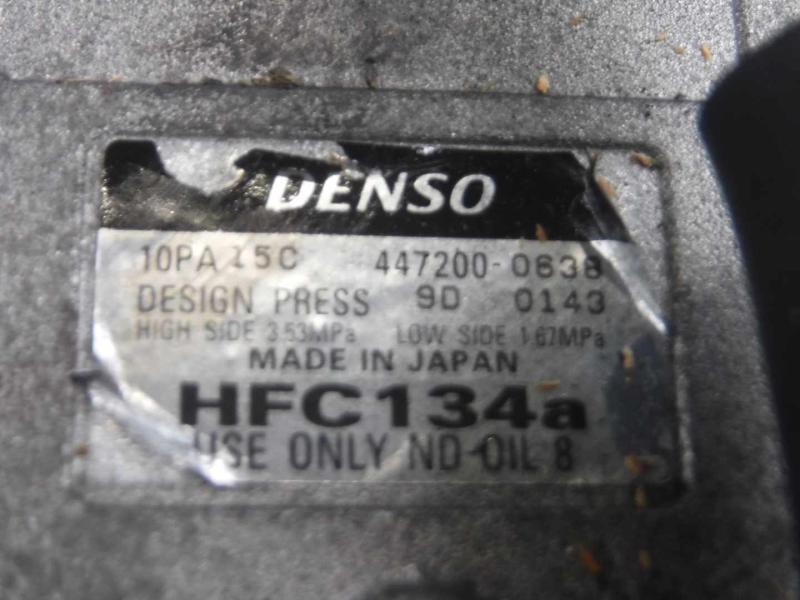 DENSO
10PA15C 447200-0638
DESIGN PRESS 9D 0143
HIGH SIDE 3.53MPa LOW SIDE 1.67MPa
MADE IN JAPAN
HFC134a
USE ONLY ND-OIL 8